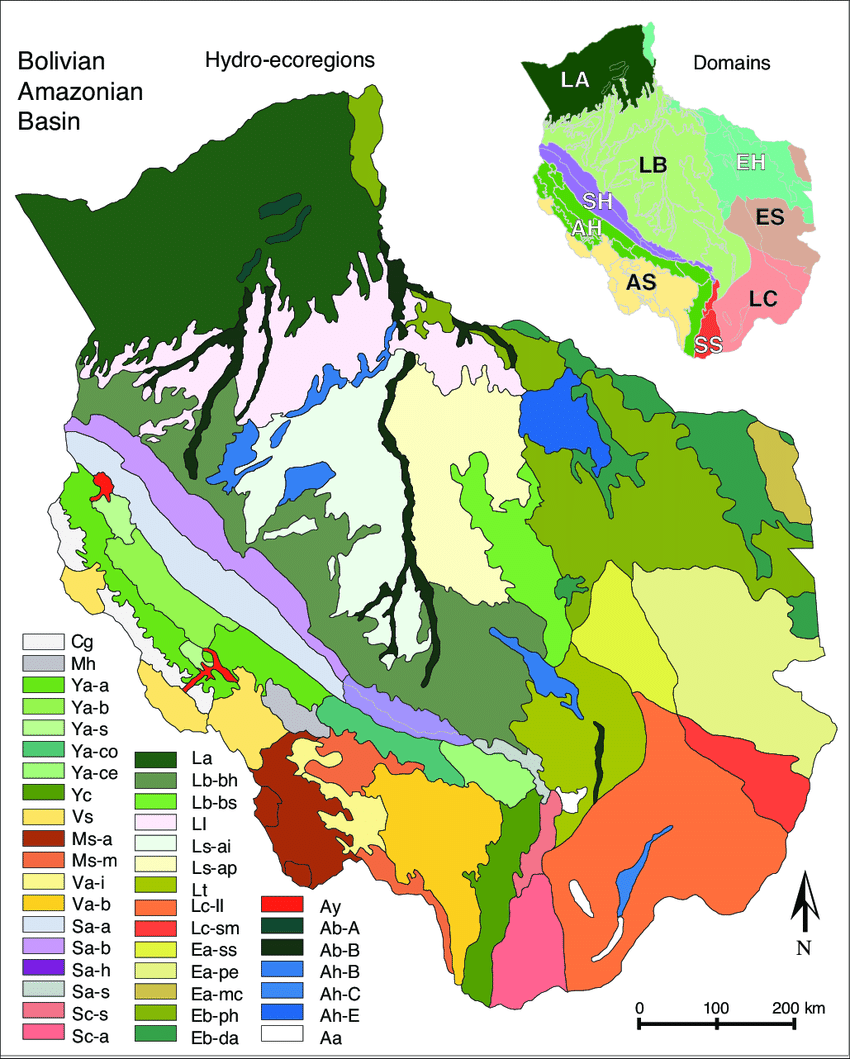 Bolivian
Amazonian
Basin
Hydro-ecoregions
Domains
LA
LB
EH
SH
ES
AH
AS
LC
SS
Cg
Mh
Ya-a
Ya-b
Ya-s
Ya-co
Ya-ce
Yc
Vs
Ms-a
Ms-m
Va-i
Va-b
Sa-a
Sa-b
Sa-h
Sa-s
Sc-s
Sc-a
La
Lb-bh
Lb-bs
Ll
Ls-ai
Ls-ap
Lt
Lc-ll
Lc-sm
Ea-ss
Ea-pe
Ea-mc
Eb-ph
Eb-da
Ay
Ab-A
Ab-B
Ah-B
Ah-C
Ah-E
Aa
N
0 100 200 km